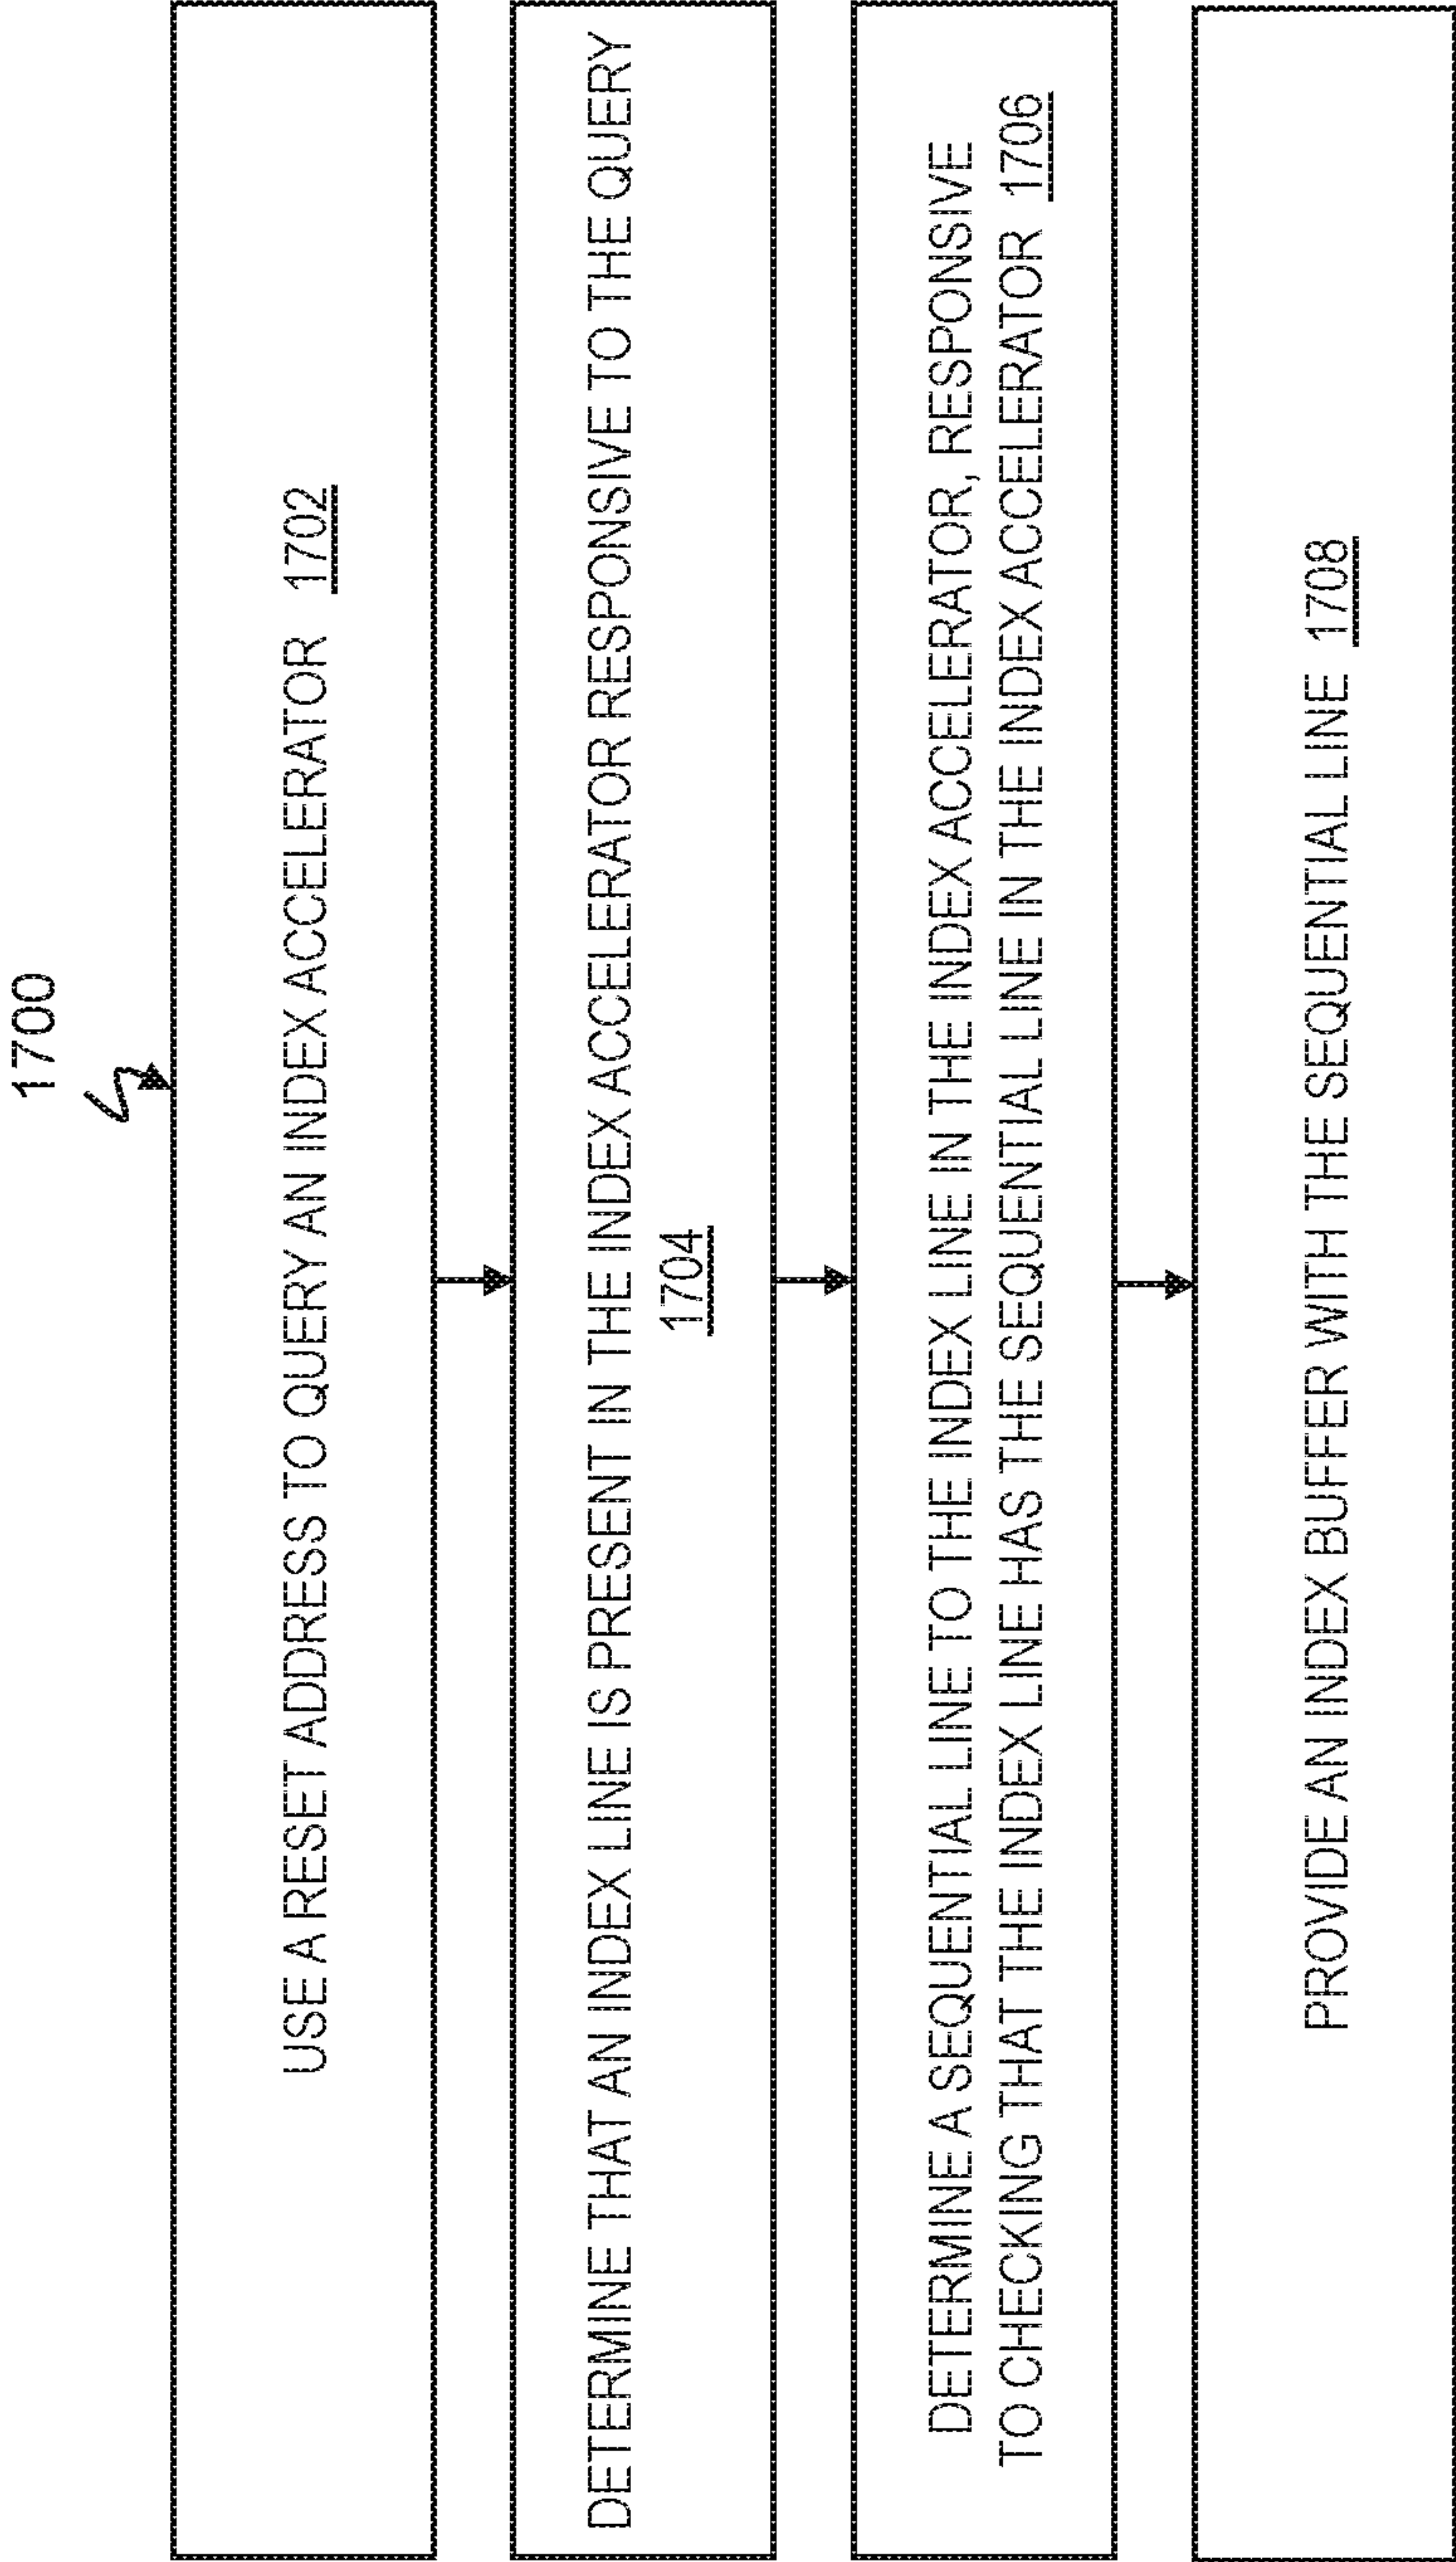 1700
USE A RESET ADDRESS TO QUERY AN INDEX ACCELERATOR 1702
DETERMINE THAT AN INDEX LINE IS PRESENT IN THE INDEX ACCELERATOR RESPONSIVE TO THE QUERY
1704
DETERMINE A SEQUENTIAL LINE TO THE INDEX LINE IN THE INDEX ACCELERATOR, RESPONSIVE
TO CHECKING THAT THE INDEX LINE HAS THE SEQUENTIAL LINE IN THE INDEX ACCELERATOR 1706
PROVIDE AN INDEX BUFFER WITH THE SEQUENTIAL LINE 1708